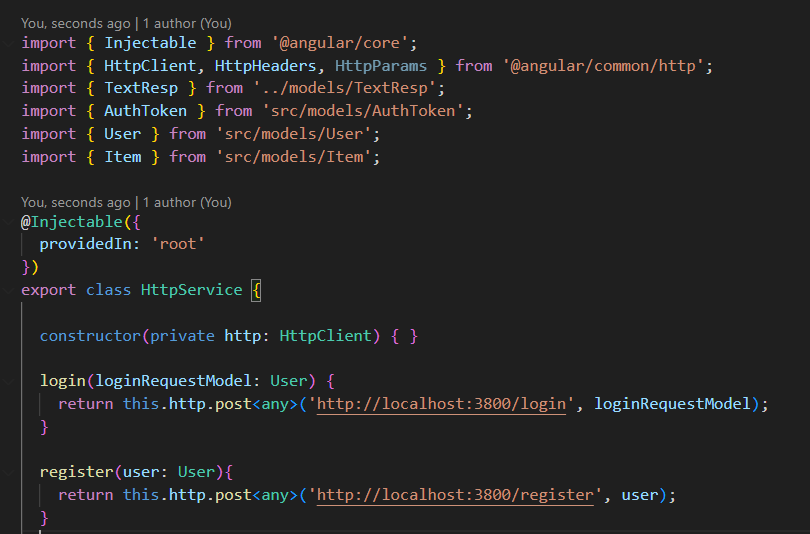 You, seconds ago | 1 author (You)
import { Injectable } from '@angular/core';
import { HttpClient, HttpHeaders, HttpParams } from '@angular/common/http';
import { TextResp } from '../models/TextResp';
import { AuthToken } from 'src/models/AuthToken';
import { User } from 'src/models/User';
import { Item } from 'src/models/Item';
You, seconds ago | 1 author (You)
@Injectable({
  providedIn: 'root'
})
export class HttpService {
  constructor(private http: HttpClient) { }
  login(loginRequestModel: User) {
    return this.http.post<any>('http://localhost:3800/login', loginRequestModel);
  }
  register(user: User){
    return this.http.post<any>('http://localhost:3800/register', user);
  }